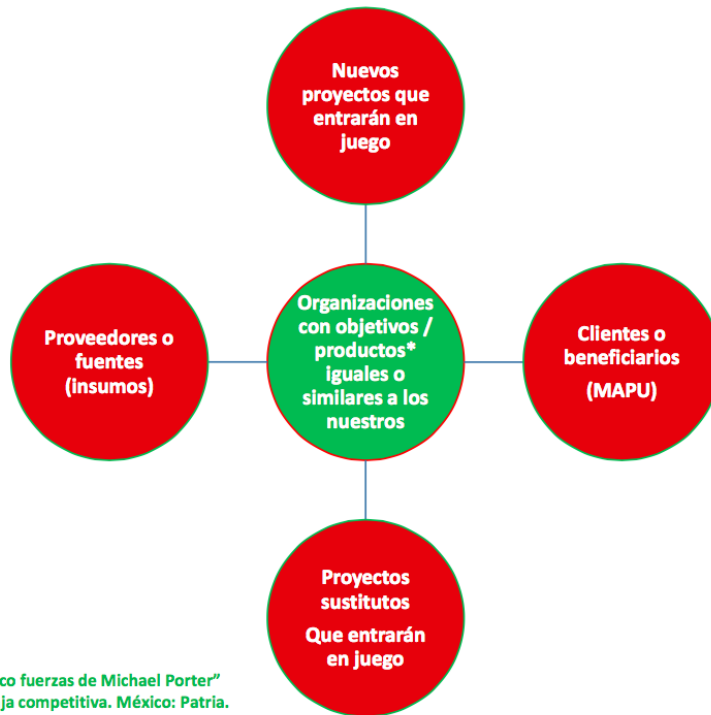 Nuevos
proyectos que
entrarán en
juego
Proveedores o
fuentes
(insumos)
Organizaciones
con objetivos /
productos*
iguales o
similares a los
nuestros
Clientes o
beneficiarios
(MAPU)
Proyectos
sustitutos
Que entrarán
en juego
co fuerzas de Michael Porter”
ja competitiva. México: Patria.